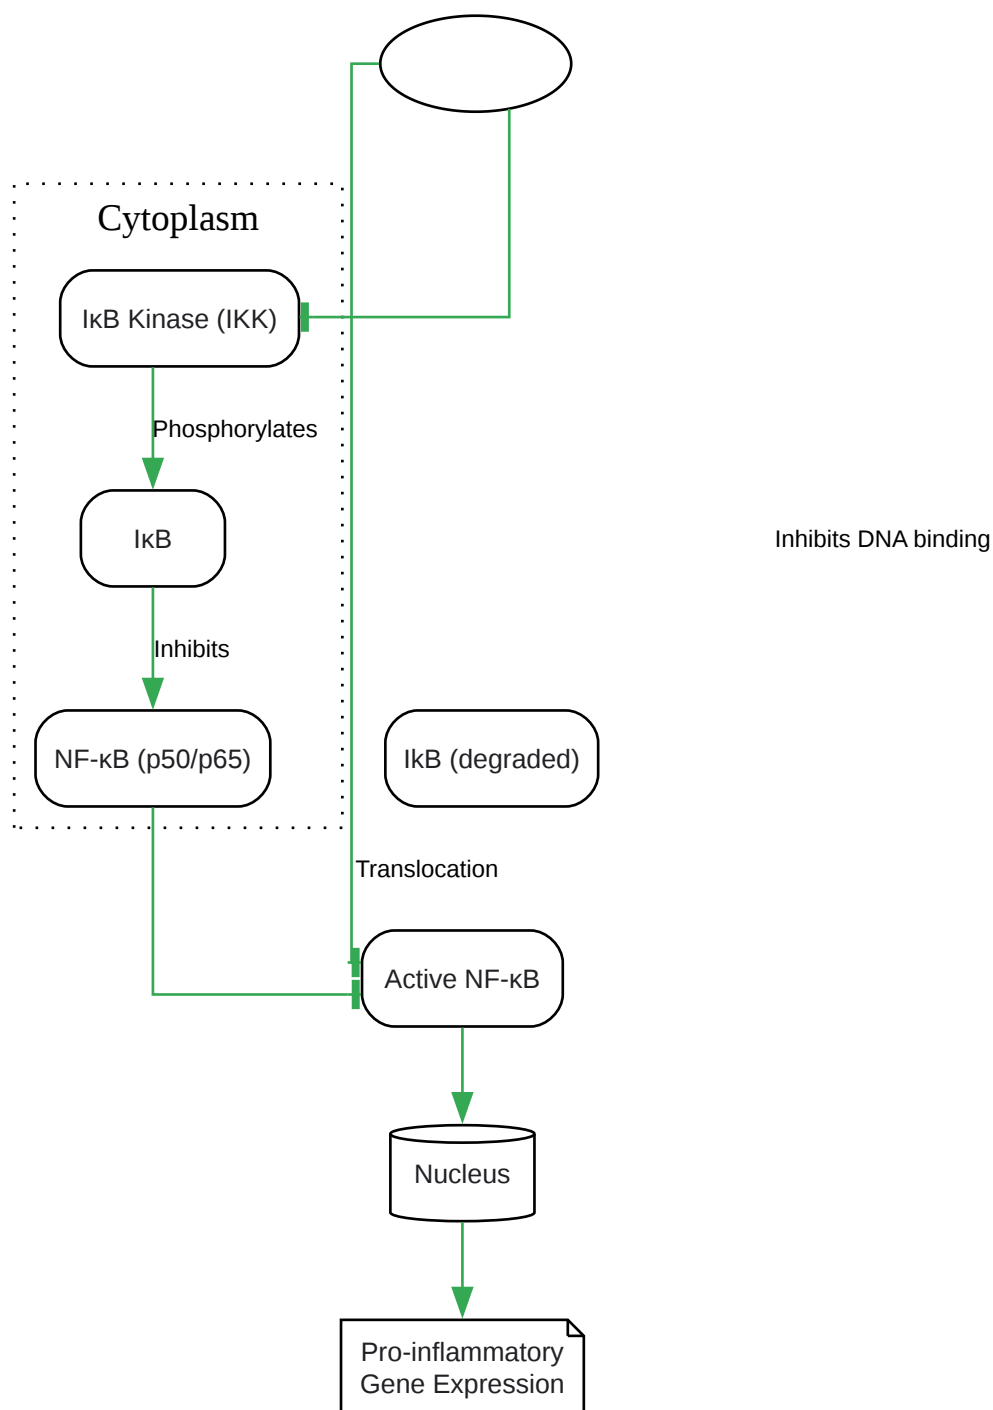 Cytoplasm
IκB Kinase (IKK)
Phosphorylates
IκB
Inhibits DNA binding
Inhibits
NF-κB (p50/p65)
IkB (degraded)
Translocation
Active NF-κB
Nucleus
Pro-inflammatory
Gene Expression